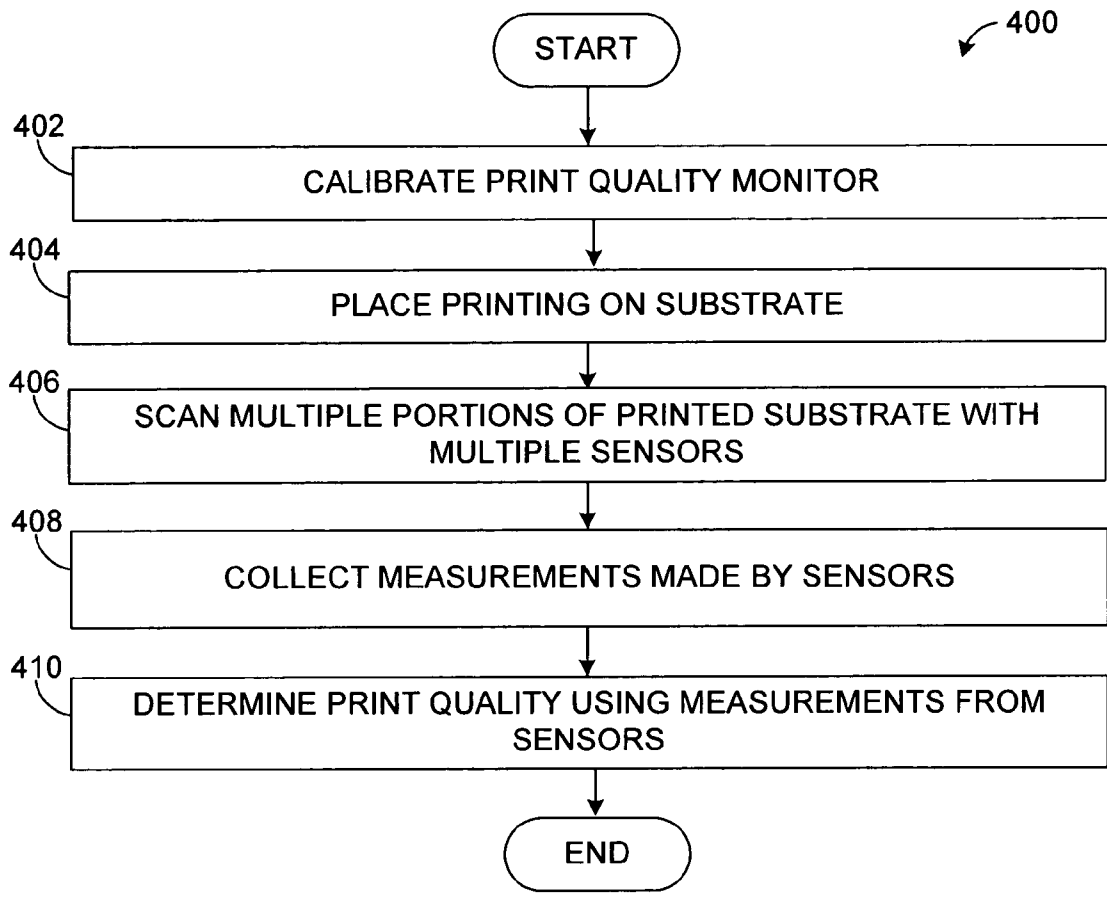 400
START
402
CALIBRATE PRINT QUALITY MONITOR
404
PLACE PRINTING ON SUBSTRATE
406
SCAN MULTIPLE PORTIONS OF PRINTED SUBSTRATE WITH
MULTIPLE SENSORS
408
COLLECT MEASUREMENTS MADE BY SENSORS
410
DETERMINE PRINT QUALITY USING MEASUREMENTS FROM
SENSORS
END